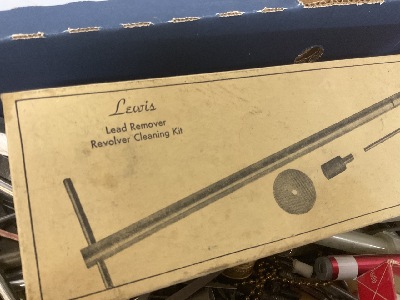 Lewis
Lead Remover
Revolver Cleaning Kit